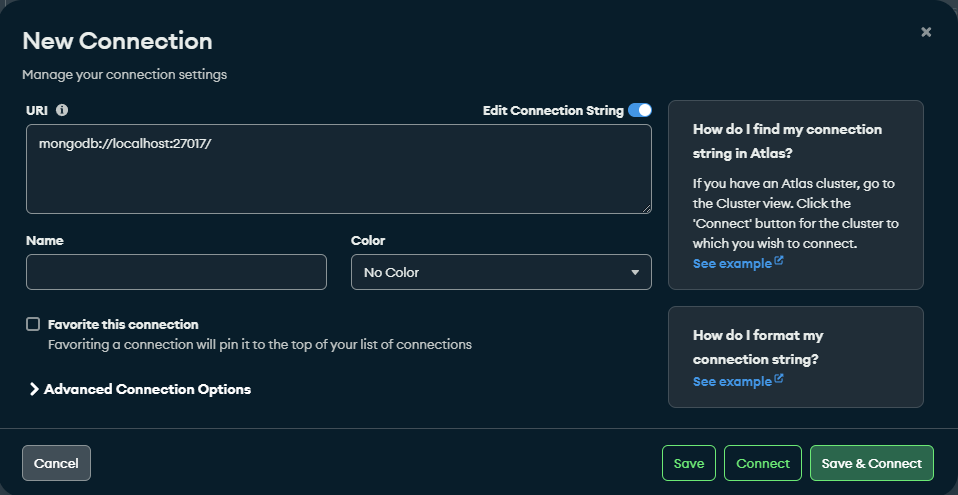 New Connection
Manage your connection settings
URI
Edit Connection String
mongodb://localhost:27017/
Name
Color
No Color
Favorite this connection
Favoriting a connection will pin it to the top of your list of connections
Advanced Connection Options
How do I find my connection
string in Atlas?
If you have an Atlas cluster, go to
the Cluster view. Click the
'Connect' button for the cluster to
which you wish to connect.
See example
How do I format my
connection string?
See example
Cancel
Save
Connect
Save & Connect